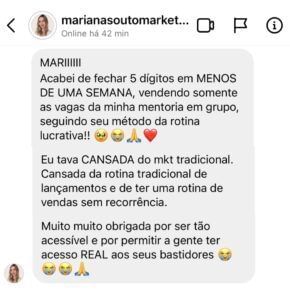 marianasoutomarket...
Online há 42 min
MARIIIIII
Acabei de fechar 5 dígitos em MENOS
DE UMA SEMANA, vendendo somente
as vagas da minha mentoria em grupo,
seguindo seu método da rotina
lucrativa!! 🥹😭🙏❤️
Eu tava CANSADA do mkt tradicional.
Cansada da rotina tradicional de
lançamentos e de ter uma rotina de
vendas sem recorrência.
Muito muito obrigada por ser tão
acessível e por permitir a gente ter
acesso REAL aos seus bastidores 😭
😭😭🙏